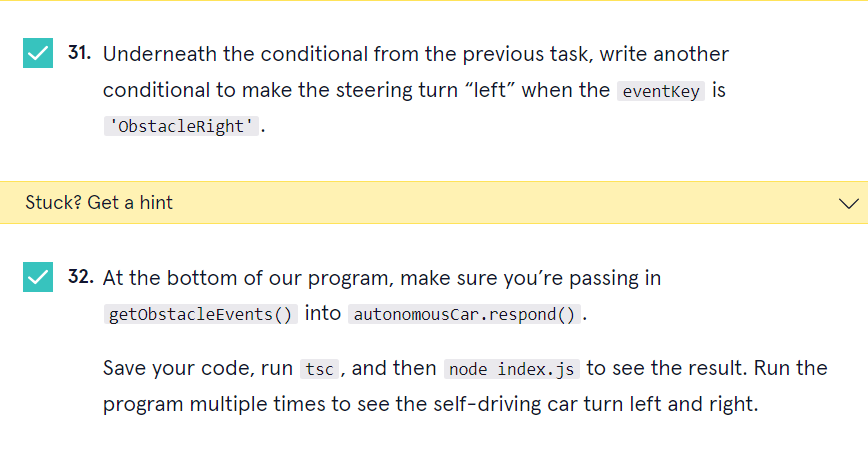 31. Underneath the conditional from the previous task, write another
conditional to make the steering turn “left” when the eventKey is
'ObstacleRight'.
Stuck? Get a hint
32. At the bottom of our program, make sure you’re passing in
getObstacleEvents() into autonomousCar.respond().
Save your code, run tsc, and then node index.js to see the result. Run the
program multiple times to see the self-driving car turn left and right.